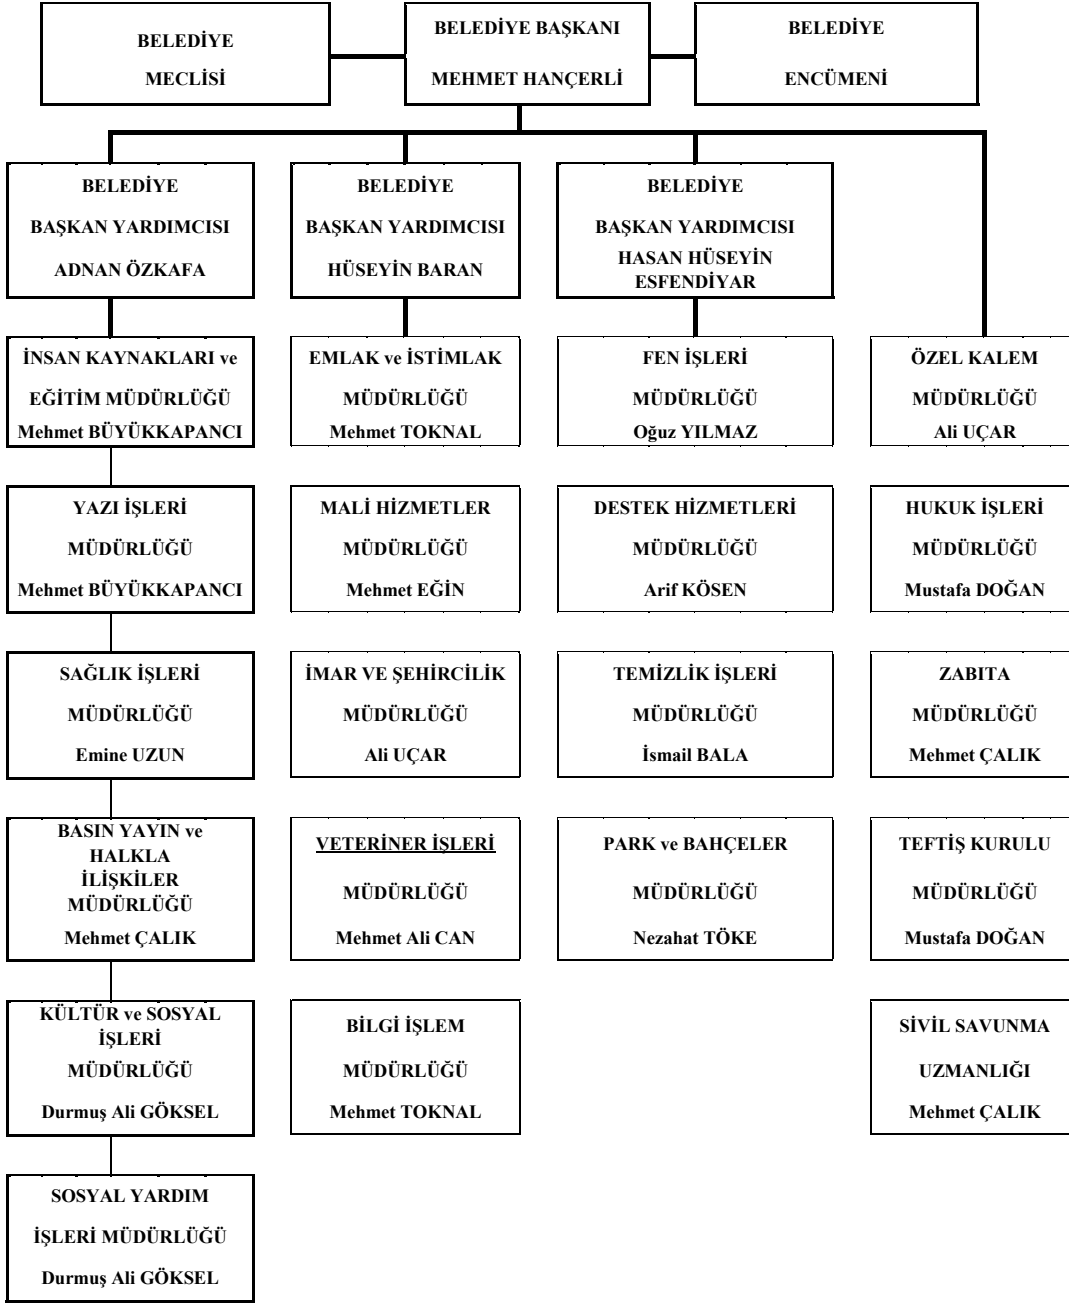 BELEDİYE
MECLİSİ
BELEDİYE BAŞKANI
MEHMET HANÇERLİ
BELEDİYE
ENCÜMENİ
BELEDİYE
BAŞKAN YARDIMCISI
ADNAN ÖZKAFA
BELEDİYE
BAŞKAN YARDIMCISI
HÜSEYİN BARAN
BELEDİYE
BAŞKAN YARDIMCISI
HASAN HÜSEYİN
ESFENDİYAR
İNSAN KAYNAKLARI ve
EĞİTİM MÜDÜRLÜĞÜ
Mehmet BÜYÜKKAPANCI
EMLAK ve İSTİMLAK
MÜDÜRLÜĞÜ
Mehmet TOKNAL
FEN İŞLERİ
MÜDÜRLÜĞÜ
Oğuz YILMAZ
ÖZEL KALEM
MÜDÜRLÜĞÜ
Ali UÇAR
YAZI İŞLERİ
MÜDÜRLÜĞÜ
Mehmet BÜYÜKKAPANCI
MALİ HİZMETLER
MÜDÜRLÜĞÜ
Mehmet EĞİN
DESTEK HİZMETLERİ
MÜDÜRLÜĞÜ
Arif KÖSEN
HUKUK İŞLERİ
MÜDÜRLÜĞÜ
Mustafa DOĞAN
SAĞLIK İŞLERİ
MÜDÜRLÜĞÜ
Emine UZUN
İMAR VE ŞEHİRCİLİK
MÜDÜRLÜĞÜ
Ali UÇAR
TEMİZLİK İŞLERİ
MÜDÜRLÜĞÜ
İsmail BALA
ZABITA
MÜDÜRLÜĞÜ
Mehmet ÇALIK
BASIN YAYIN ve
HALKLA
İLİŞKİLER
MÜDÜRLÜĞÜ
Mehmet ÇALIK
VETERİNER İŞLERİ
MÜDÜRLÜĞÜ
Mehmet Ali CAN
PARK ve BAHÇELER
MÜDÜRLÜĞÜ
Nezahat TÖKE
TEFTİŞ KURULU
MÜDÜRLÜĞÜ
Mustafa DOĞAN
KÜLTÜR ve SOSYAL
İŞLERİ
MÜDÜRLÜĞÜ
Durmuş Ali GÖKSEL
BİLGİ İŞLEM
MÜDÜRLÜĞÜ
Mehmet TOKNAL
SİVİL SAVUNMA
UZMANLIĞI
Mehmet ÇALIK
SOSYAL YARDIM
İŞLERİ MÜDÜRLÜĞÜ
Durmuş Ali GÖKSEL